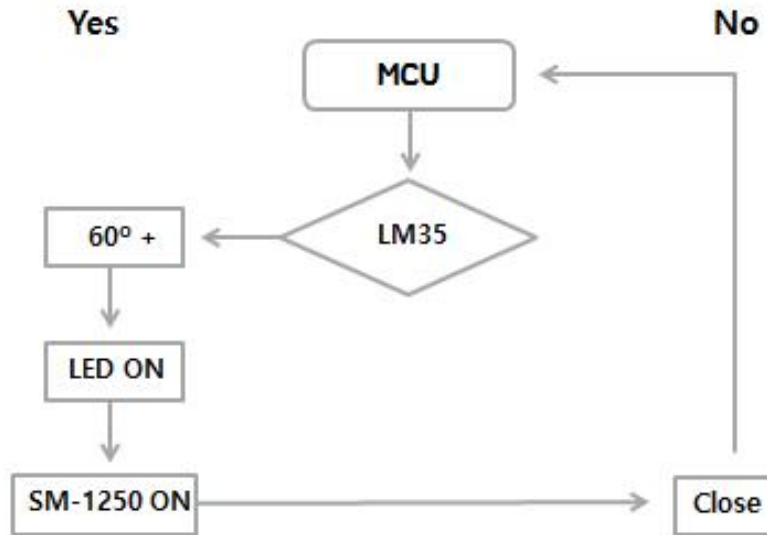 Yes
No
MCU
LM35
60º +
LED ON
SM-1250 ON
Close